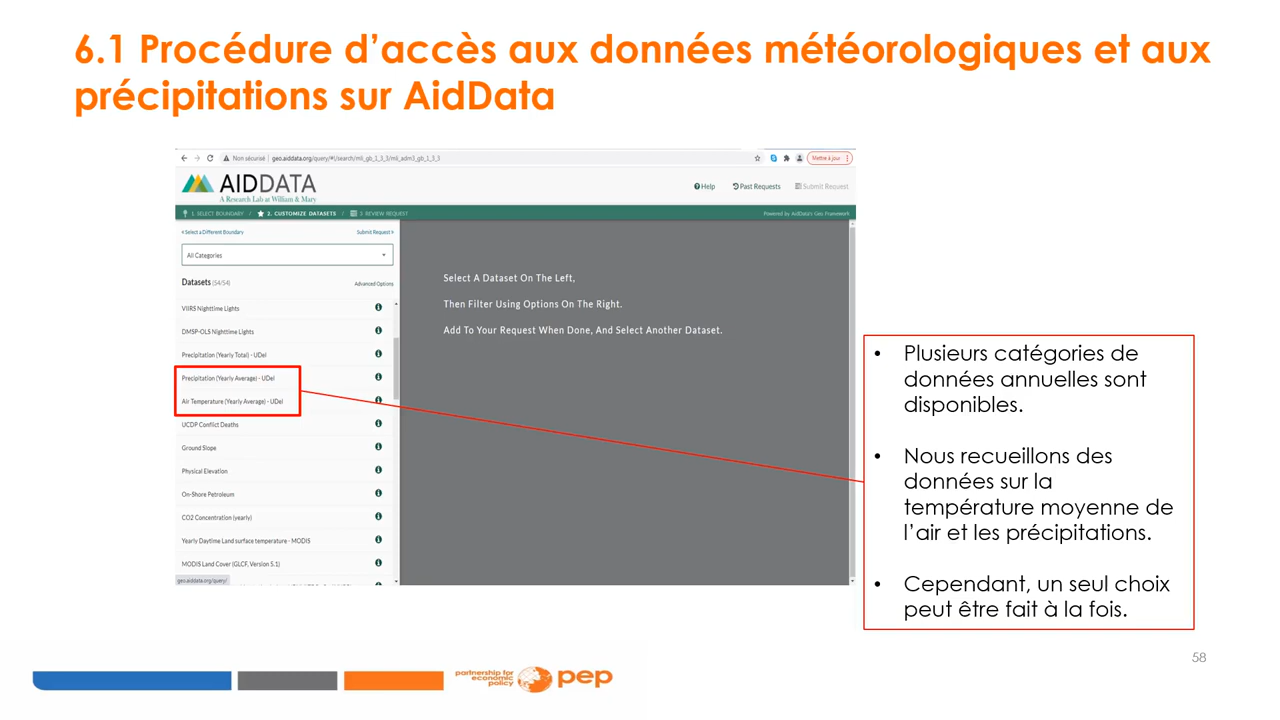 6.1 Procédure d’accès aux données météorologiques et aux
précipitations sur AidData
Non sécurisé | geo.aiddata.org/query/#!/search/mli_gb_1_3_3/mli_adm3_gb_1_3_3
Mettre à jour
AIDDATA
A Research Lab at William & Mary
Help
Past Requests
Submit Request
1. SELECT BOUNDARY / 2. CUSTOMIZE DATASETS / 3. REVIEW REQUEST
Powered by AidData's Geo Framework
Select a Different Boundary
Submit Request
All Categories
Datasets (54/54)
Advanced Options
VIIRS Nighttime Lights
DMSP-OLS Nighttime Lights
Precipitation (Yearly Total) - UDel
Precipitation (Yearly Average) - UDel
Air Temperature (Yearly Average) - UDel
UCDP Conflict Deaths
Ground Slope
Physical Elevation
On-Shore Petroleum
CO2 Concentration (yearly)
Yearly Daytime Land surface temperature - MODIS
MODIS Land Cover (GLCF, Version 5.1)
geo.aiddata.org/query/
Select A Dataset On The Left,
Then Filter Using Options On The Right.
Add To Your Request When Done, And Select Another Dataset.
• Plusieurs catégories de
données annuelles sont
disponibles.
• Nous recueillons des
données sur la
température moyenne de
l’air et les précipitations.
• Cependant, un seul choix
peut être fait à la fois.
58
partnership for
economic
policy
pep